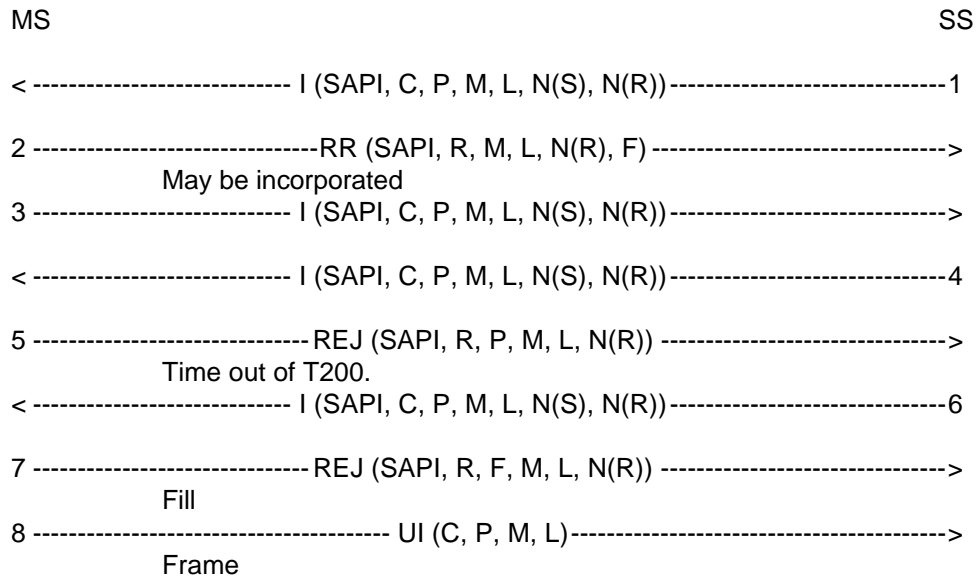 MS SS
< ----------------------------- I (SAPI, C, P, M, L, N(S), N(R))-------------------------------1
2 --------------------------------RR (SAPI, R, M, L, N(R), F) --------------------------------->
May be incorporated
3 ----------------------------- I (SAPI, C, P, M, L, N(S), N(R))------------------------------->
< ----------------------------- I (SAPI, C, P, M, L, N(S), N(R))-------------------------------4
5 -------------------------------REJ (SAPI, R, P, M, L, N(R)) -------------------------------->
Time out of T200.
< ----------------------------- I (SAPI, C, P, M, L, N(S), N(R))-------------------------------6
7 -------------------------------REJ (SAPI, R, F, M, L, N(R)) -------------------------------->
Fill
8 ---------------------------------------- UI (C, P, M, L)------------------------------------------>
Frame